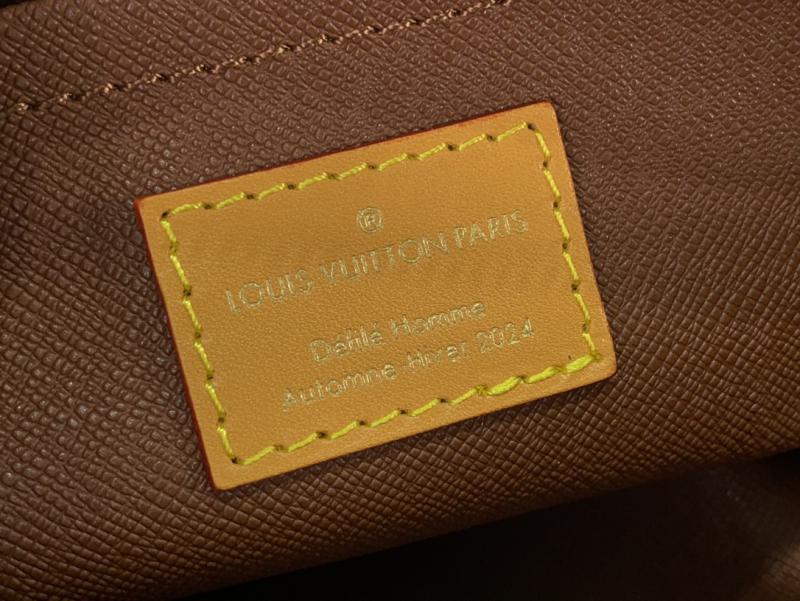 ®
LOUIS VUITTON PARIS
Défilé Homme
Automne-Hiver 2024